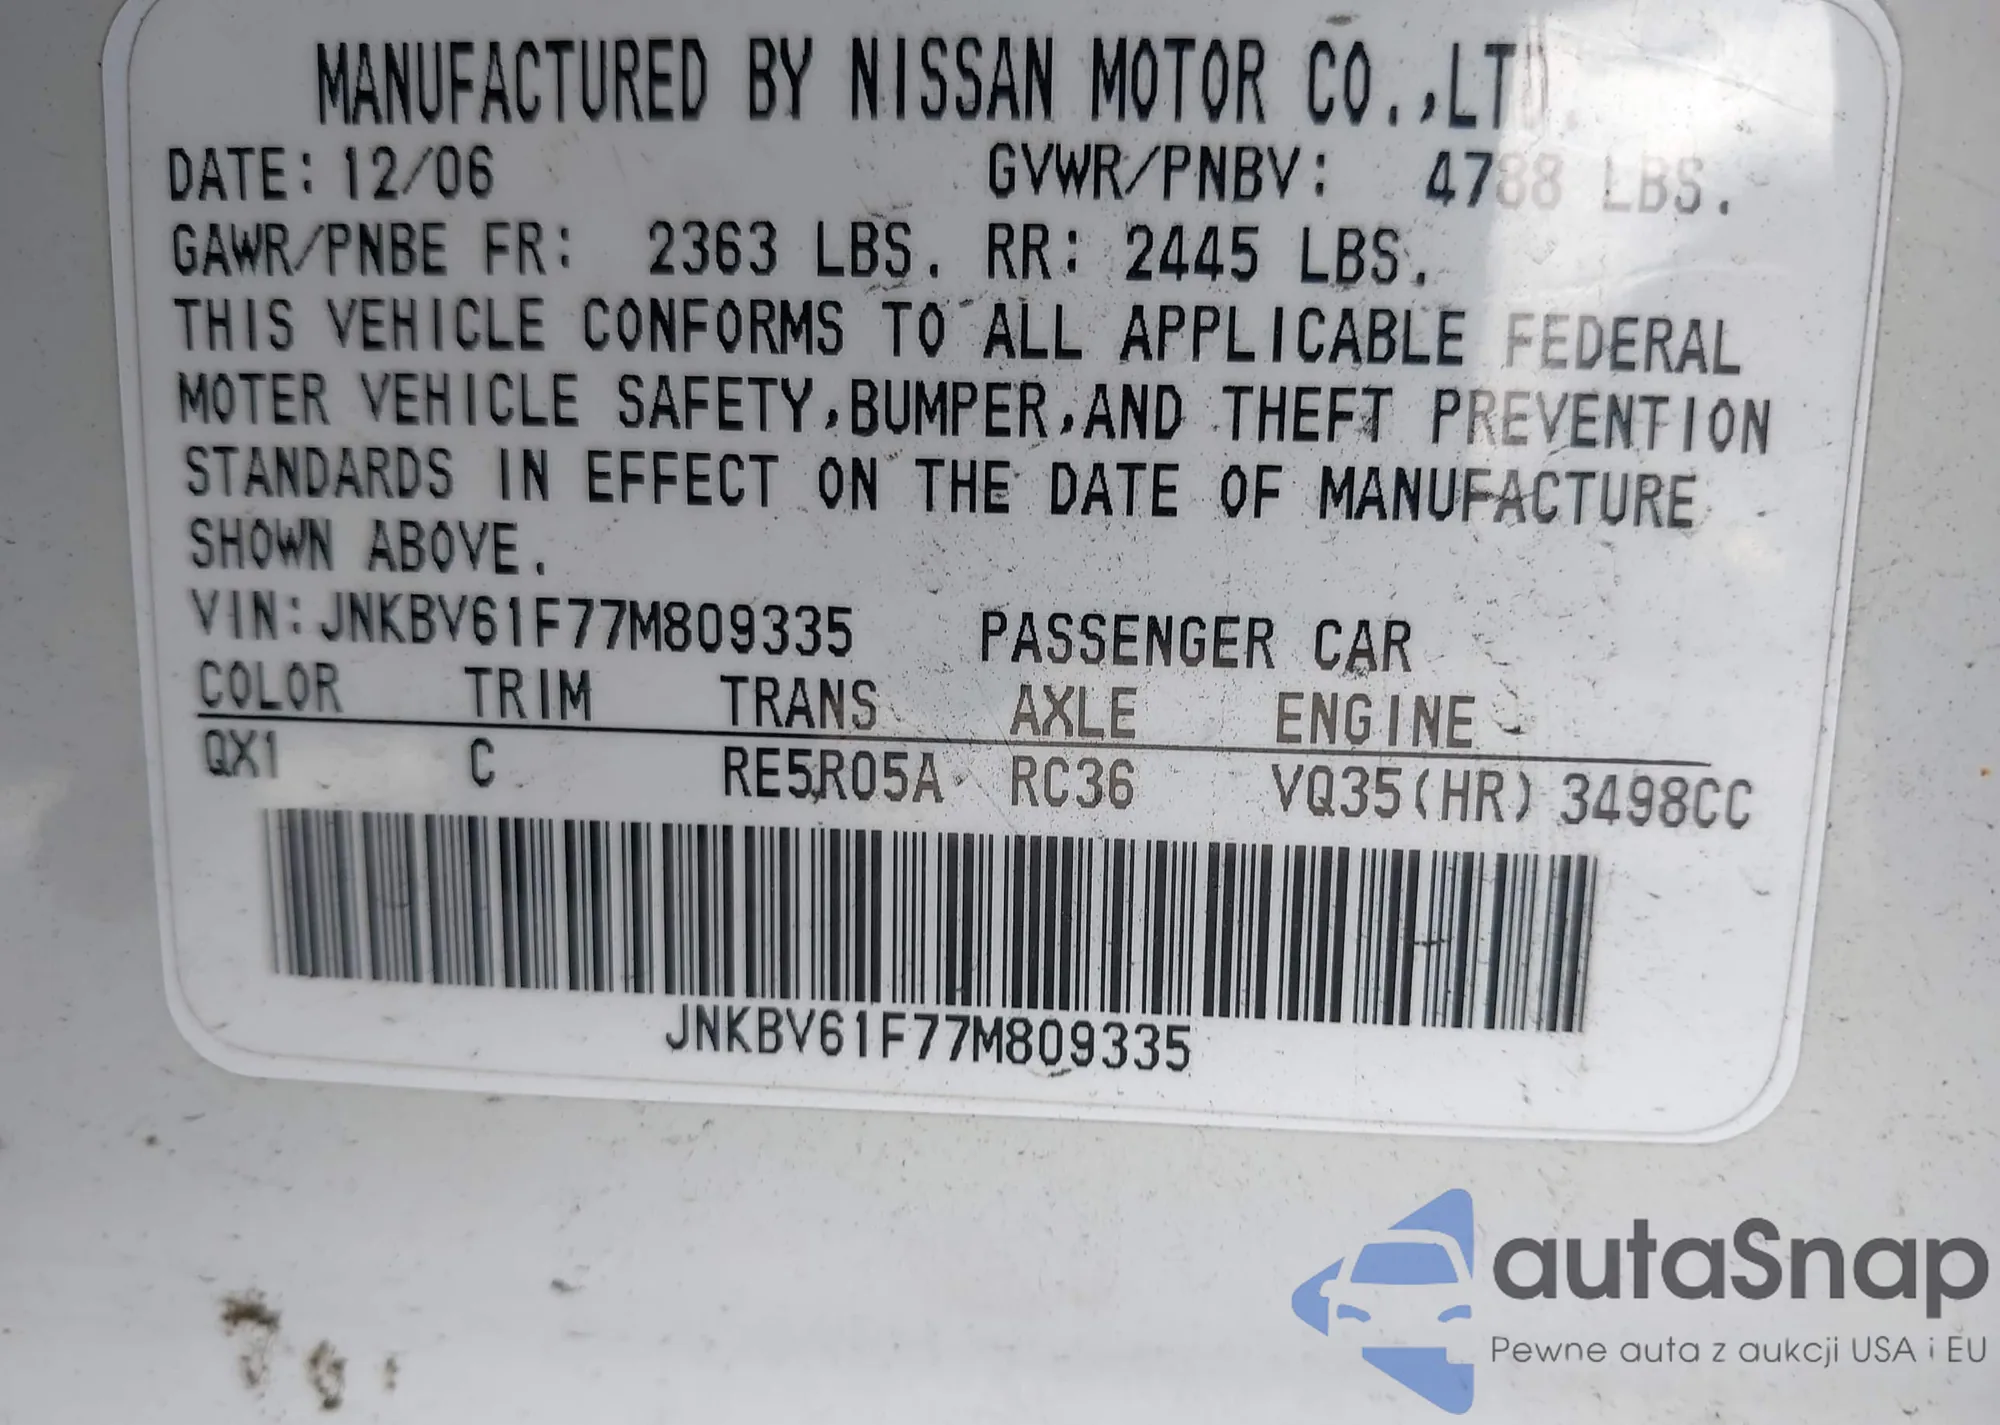 MANUFACTURED BY NISSAN MOTOR CO.,LTD.
DATE: 12/06 GVWR/PNBV: 4788 LBS.
GAWR/PNBE FR: 2363 LBS. RR: 2445 LBS.
THIS VEHICLE CONFORMS TO ALL APPLICABLE FEDERAL
MOTER VEHICLE SAFETY,BUMPER,AND THEFT PREVENTION
STANDARDS IN EFFECT ON THE DATE OF MANUFACTURE
SHOWN ABOVE.
VIN:JNKBV61F77M809335 PASSENGER CAR
COLOR TRIM TRANS AXLE ENGINE
QX1 C RE5R05A RC36 VQ35(HR) 3498CC
JNKBV61F77M809335
autaSnap
Pewne auta z aukcji USA i EU